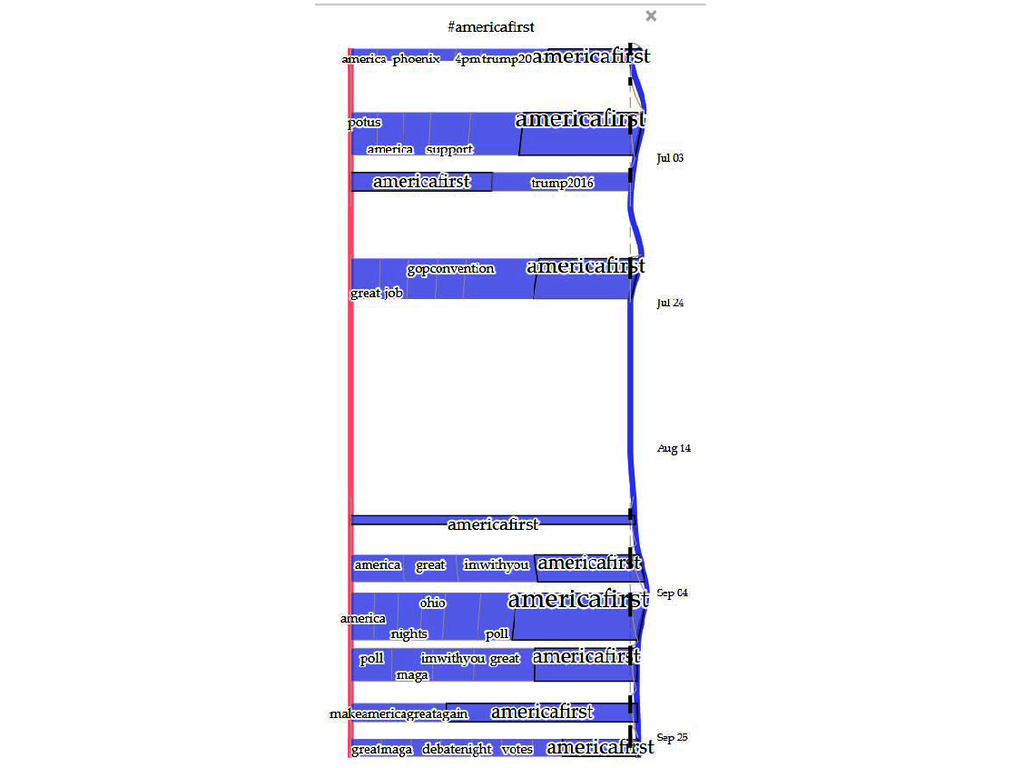 #americafirst
america phoenix 4pm trump20 americafirst
potus americafirst
america support
Jul 03
americafirst trump2016
gopconvention americafirst
great job
Jul 24
Aug 14
americafirst
america great imwithyou americafirst
Sep 04
ohio americafirst
america
nights poll
poll imwithyou great americafirst
maga
makeamericagreatagain americafirst
Sep 25
great maga debatenight votes americafirst